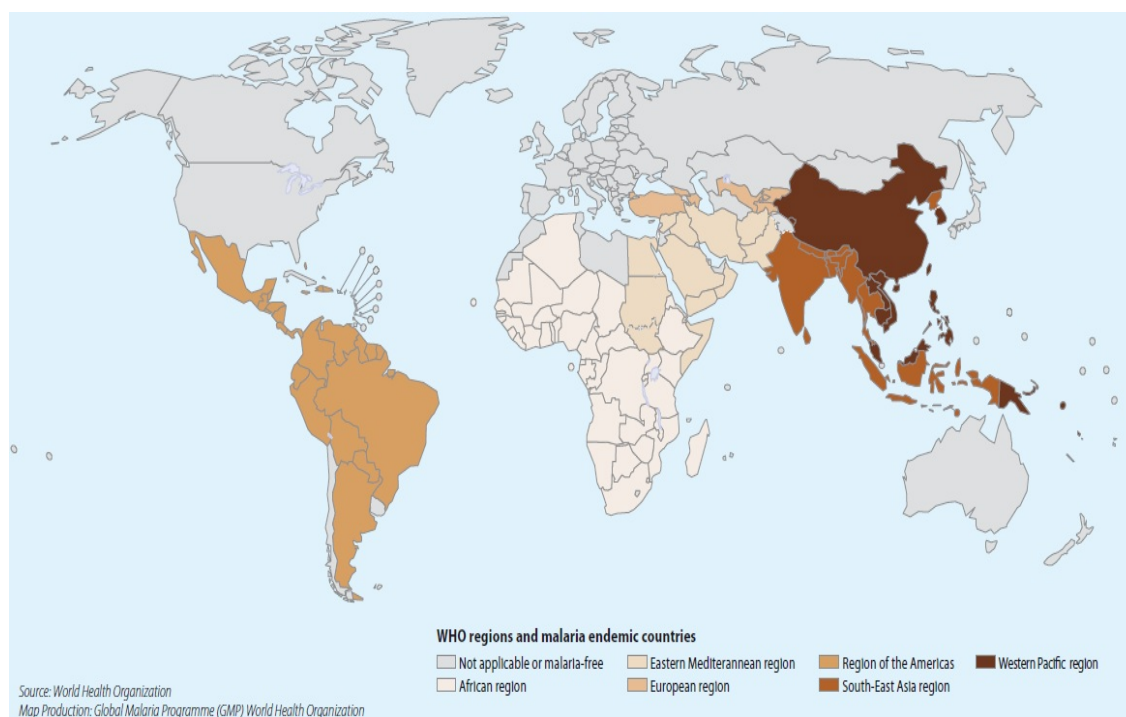 WHO regions and malaria endemic countries
Not applicable or malaria-free Eastern Mediterannean region Region of the Americas Western Pacific region
African region European region South-East Asia region
Source: World Health Organization
Map Production: Global Malaria Programme (GMP) World Health Organization